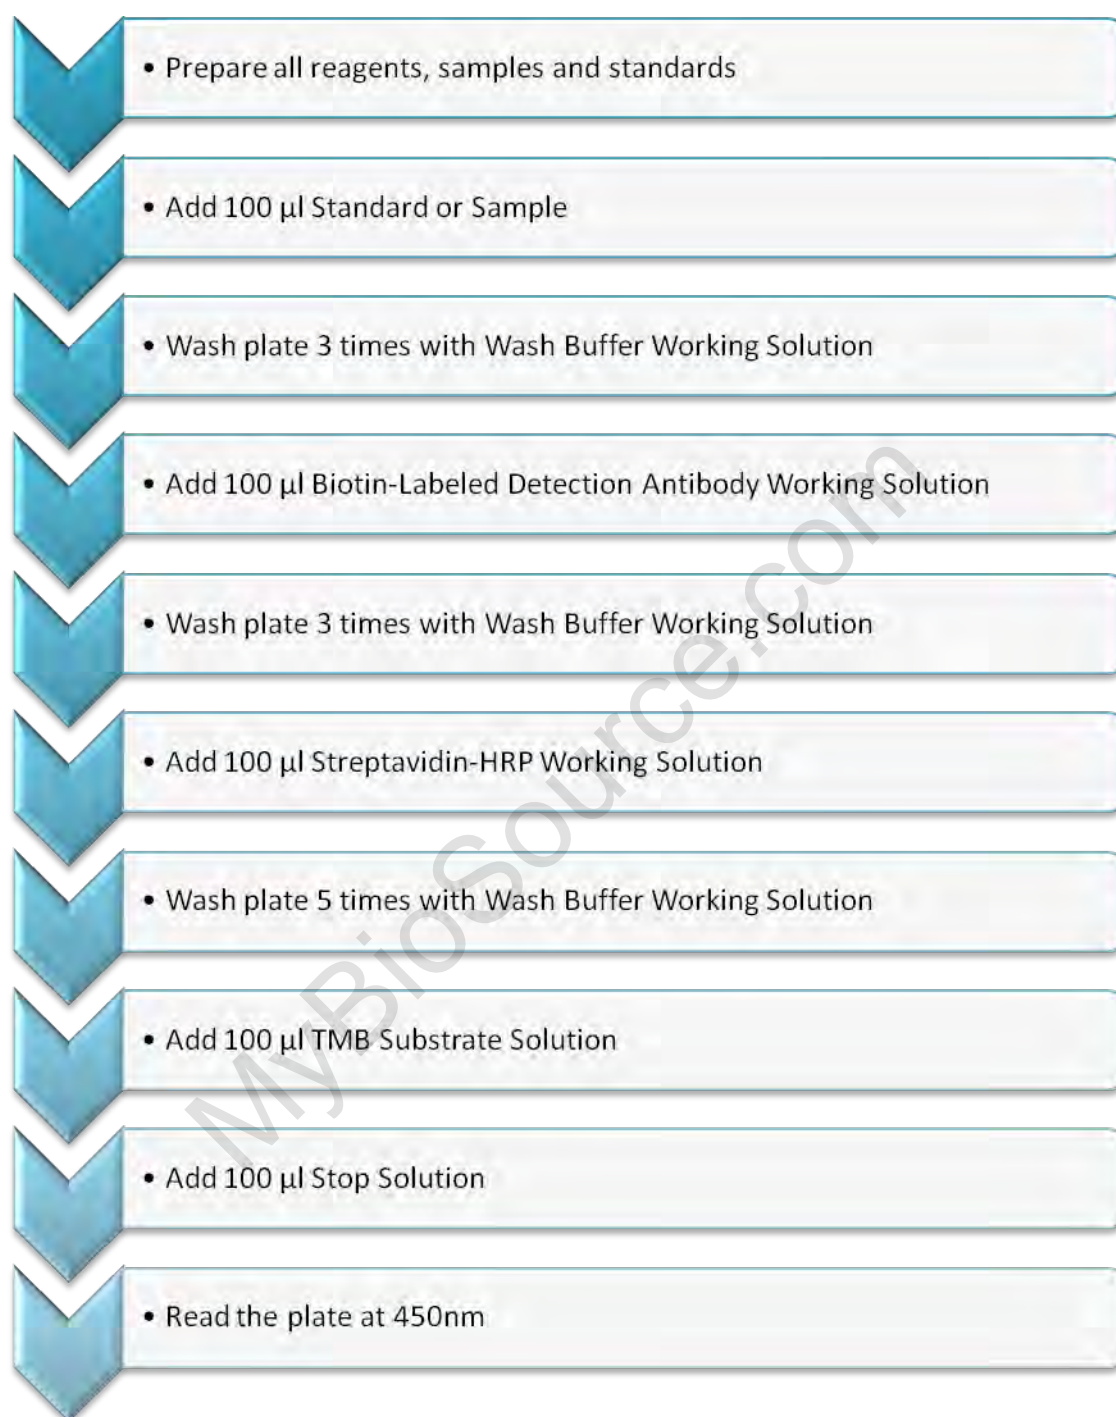 • Prepare all reagents, samples and standards
• Add 100 µl Standard or Sample
• Wash plate 3 times with Wash Buffer Working Solution
• Add 100 µl Biotin-Labeled Detection Antibody Working Solution
• Wash plate 3 times with Wash Buffer Working Solution
• Add 100 µl Streptavidin-HRP Working Solution
• Wash plate 5 times with Wash Buffer Working Solution
• Add 100 µl TMB Substrate Solution
• Add 100 µl Stop Solution
• Read the plate at 450nm
MyBioSource.com